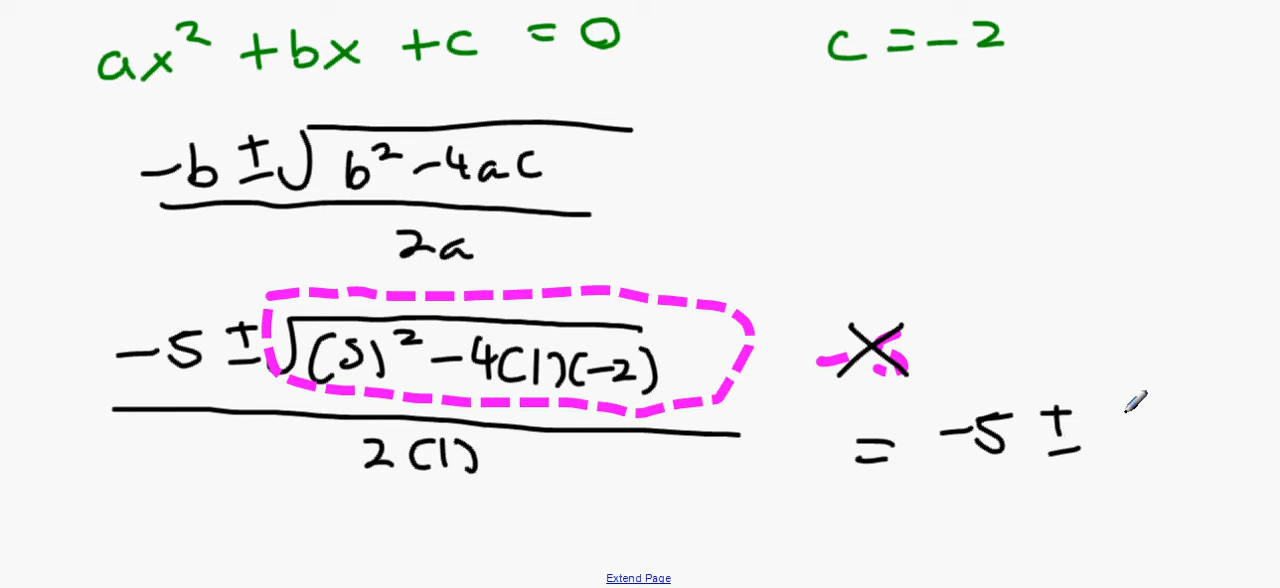 ax² + bx + c = 0
c = -2
-b ± √(b² - 4ac)
2a
-5 ± √((5)² - 4(1)(-2))
2(1)
= -5 ±
Extend Page